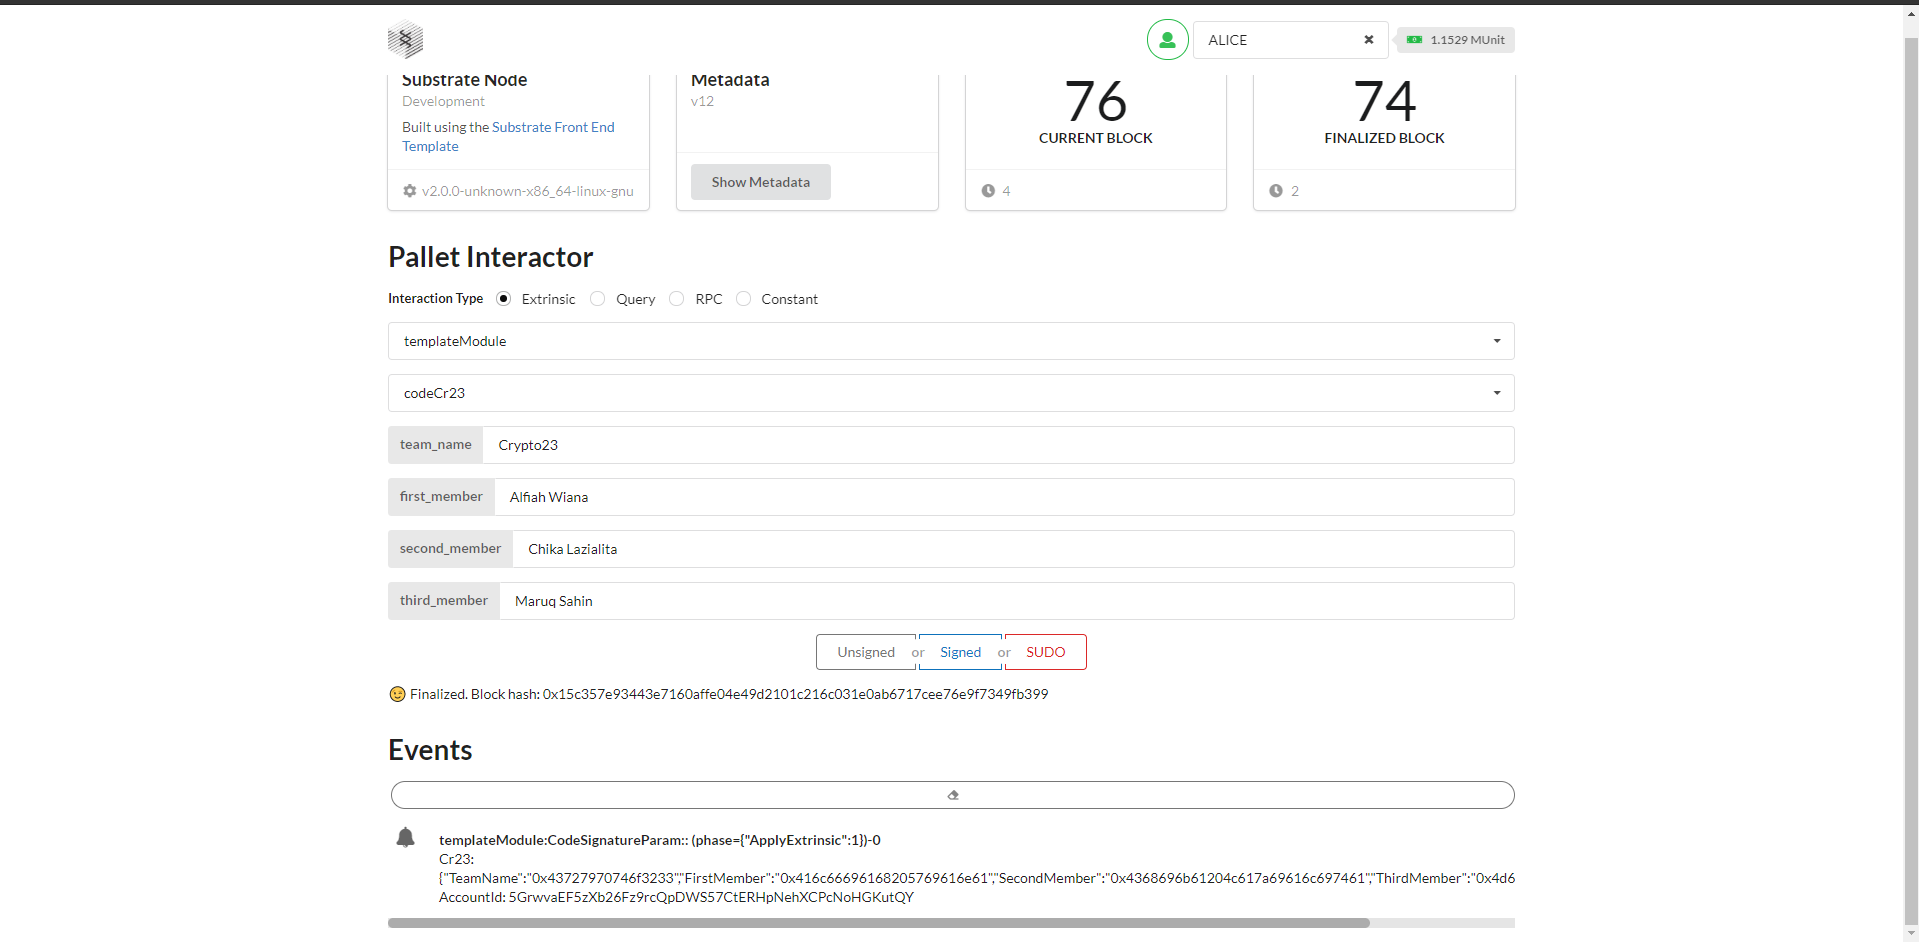 ALICE
1.1529 MUnit
Substrate Node
Development
Built using the Substrate Front End
Template
v2.0.0-unknown-x86_64-linux-gnu
Metadata
v12
Show Metadata
76
CURRENT BLOCK
4
74
FINALIZED BLOCK
2
Pallet Interactor
Interaction Type Extrinsic Query RPC Constant
templateModule
codeCr23
team_name Crypto23
first_member Alfiah Wiana
second_member Chika Lazialita
third_member Maruq Sahin
Unsigned or Signed or SUDO
Finalized. Block hash: 0x15c357e93443e7160affe04e49d2101c216c031e0ab6717cee76e9f7349fb399
Events
templateModule:CodeSignatureParam:: (phase={"ApplyExtrinsic":1})-0
Cr23:
{"TeamName":"0x43727970746f3233","FirstMember":"0x416c66696168205769616e61","SecondMember":"0x4368696b61204c617a69616c697461","ThirdMember":"0x4d6
AccountId: 5GrwvaEF5zXb26Fz9rcQpDWS57CtERHpNehXCPcNoHGKutQY